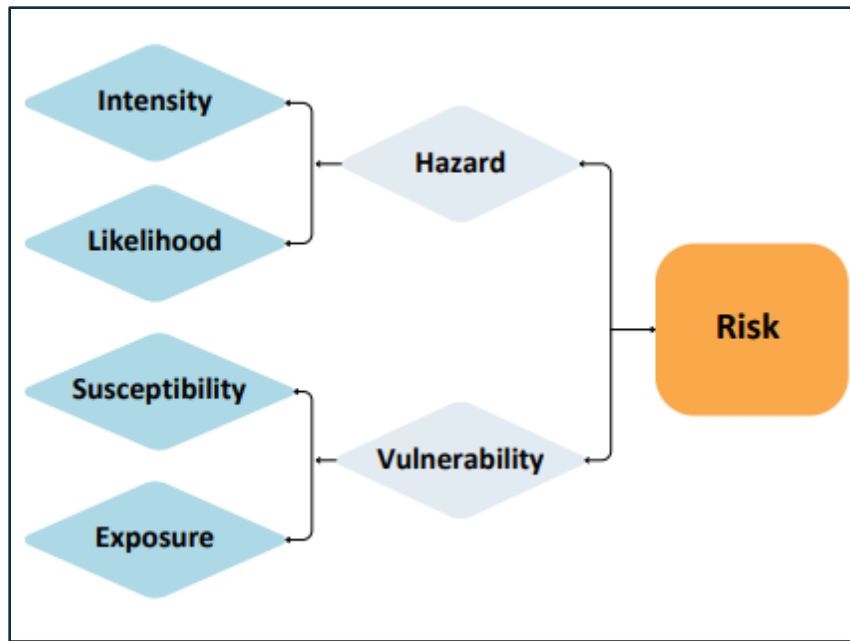 Intensity
Hazard
Likelihood
Risk
Susceptibility
Vulnerability
Exposure